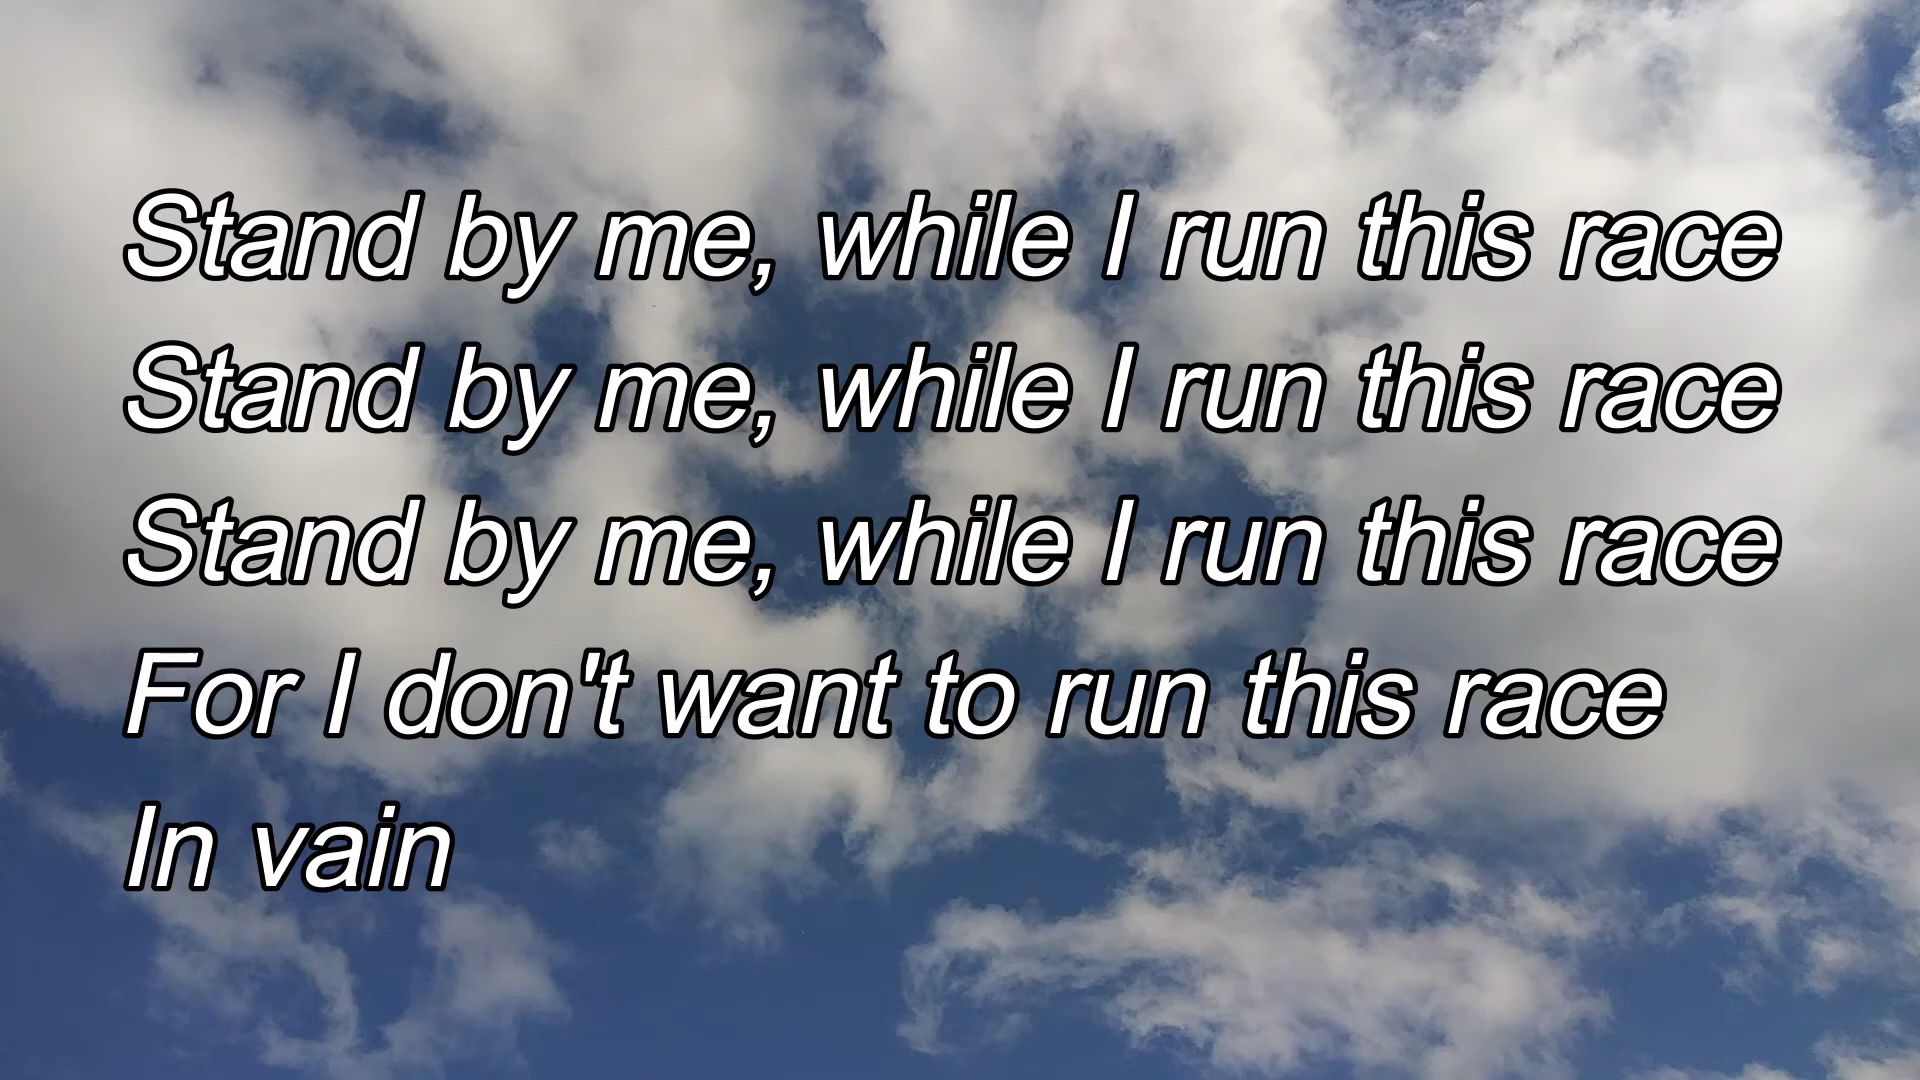 Stand by me, while I run this race
Stand by me, while I run this race
Stand by me, while I run this race
For I don't want to run this race
In vain